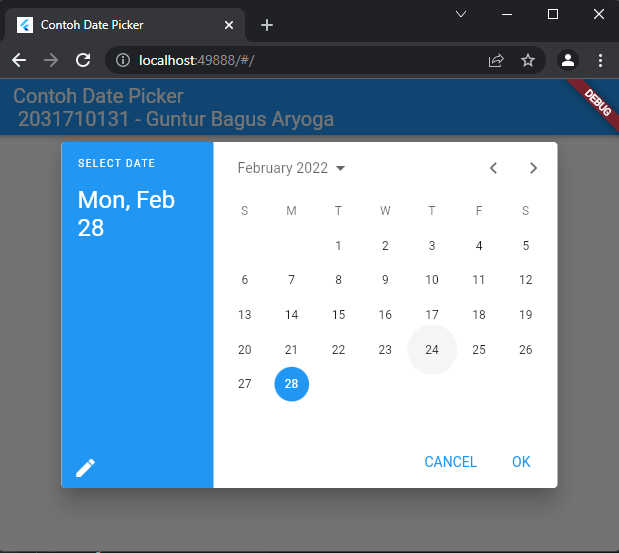 Contoh Date Picker
localhost:49888/#/
Contoh Date Picker
2031710131 - Guntur Bagus Aryoga
DEBUG
SELECT DATE
Mon, Feb
28
February 2022
S M T W T F S
1 2 3 4 5
6 7 8 9 10 11 12
13 14 15 16 17 18 19
20 21 22 23 24 25 26
27 28
CANCEL OK